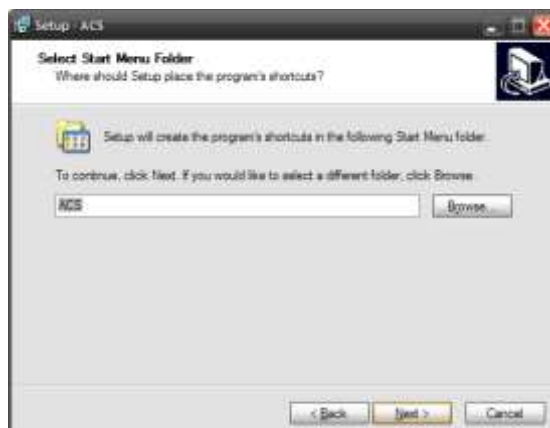 Setup - ACS
Select Start Menu Folder
Where should Setup place the program's shortcuts?
Setup will create the program's shortcuts in the following Start Menu folder.
To continue, click Next. If you would like to select a different folder, click Browse.
ACS
Browse...
< Back
Next >
Cancel